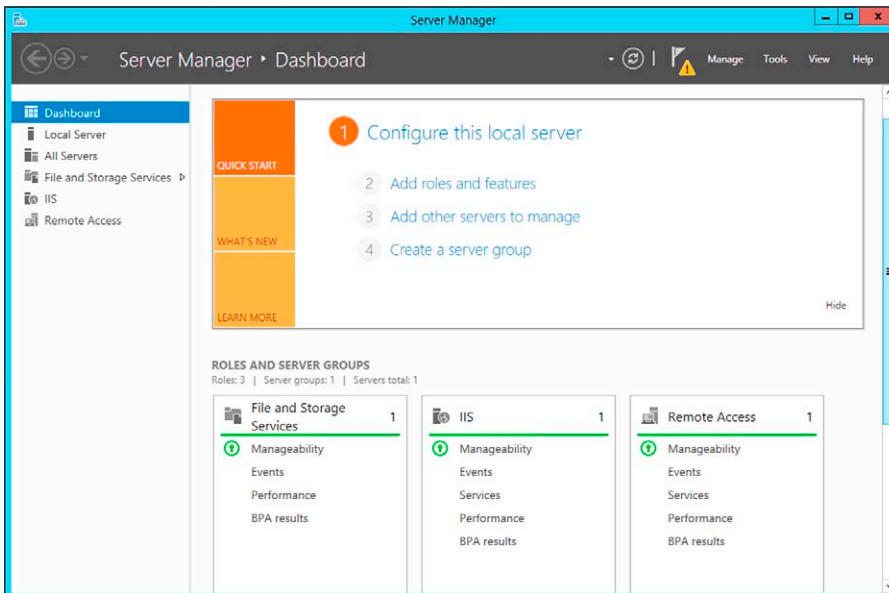 Server Manager
Server Manager • Dashboard
Manage Tools View Help
Dashboard
Local Server
All Servers
File and Storage Services
IIS
Remote Access
QUICK START
WHAT'S NEW
LEARN MORE
1 Configure this local server
2 Add roles and features
3 Add other servers to manage
4 Create a server group
Hide
ROLES AND SERVER GROUPS
Roles: 3 | Server groups: 1 | Servers total: 1
File and Storage
Services 1
Manageability
Events
Performance
BPA results
IIS 1
Manageability
Events
Services
Performance
BPA results
Remote Access 1
Manageability
Events
Services
Performance
BPA results